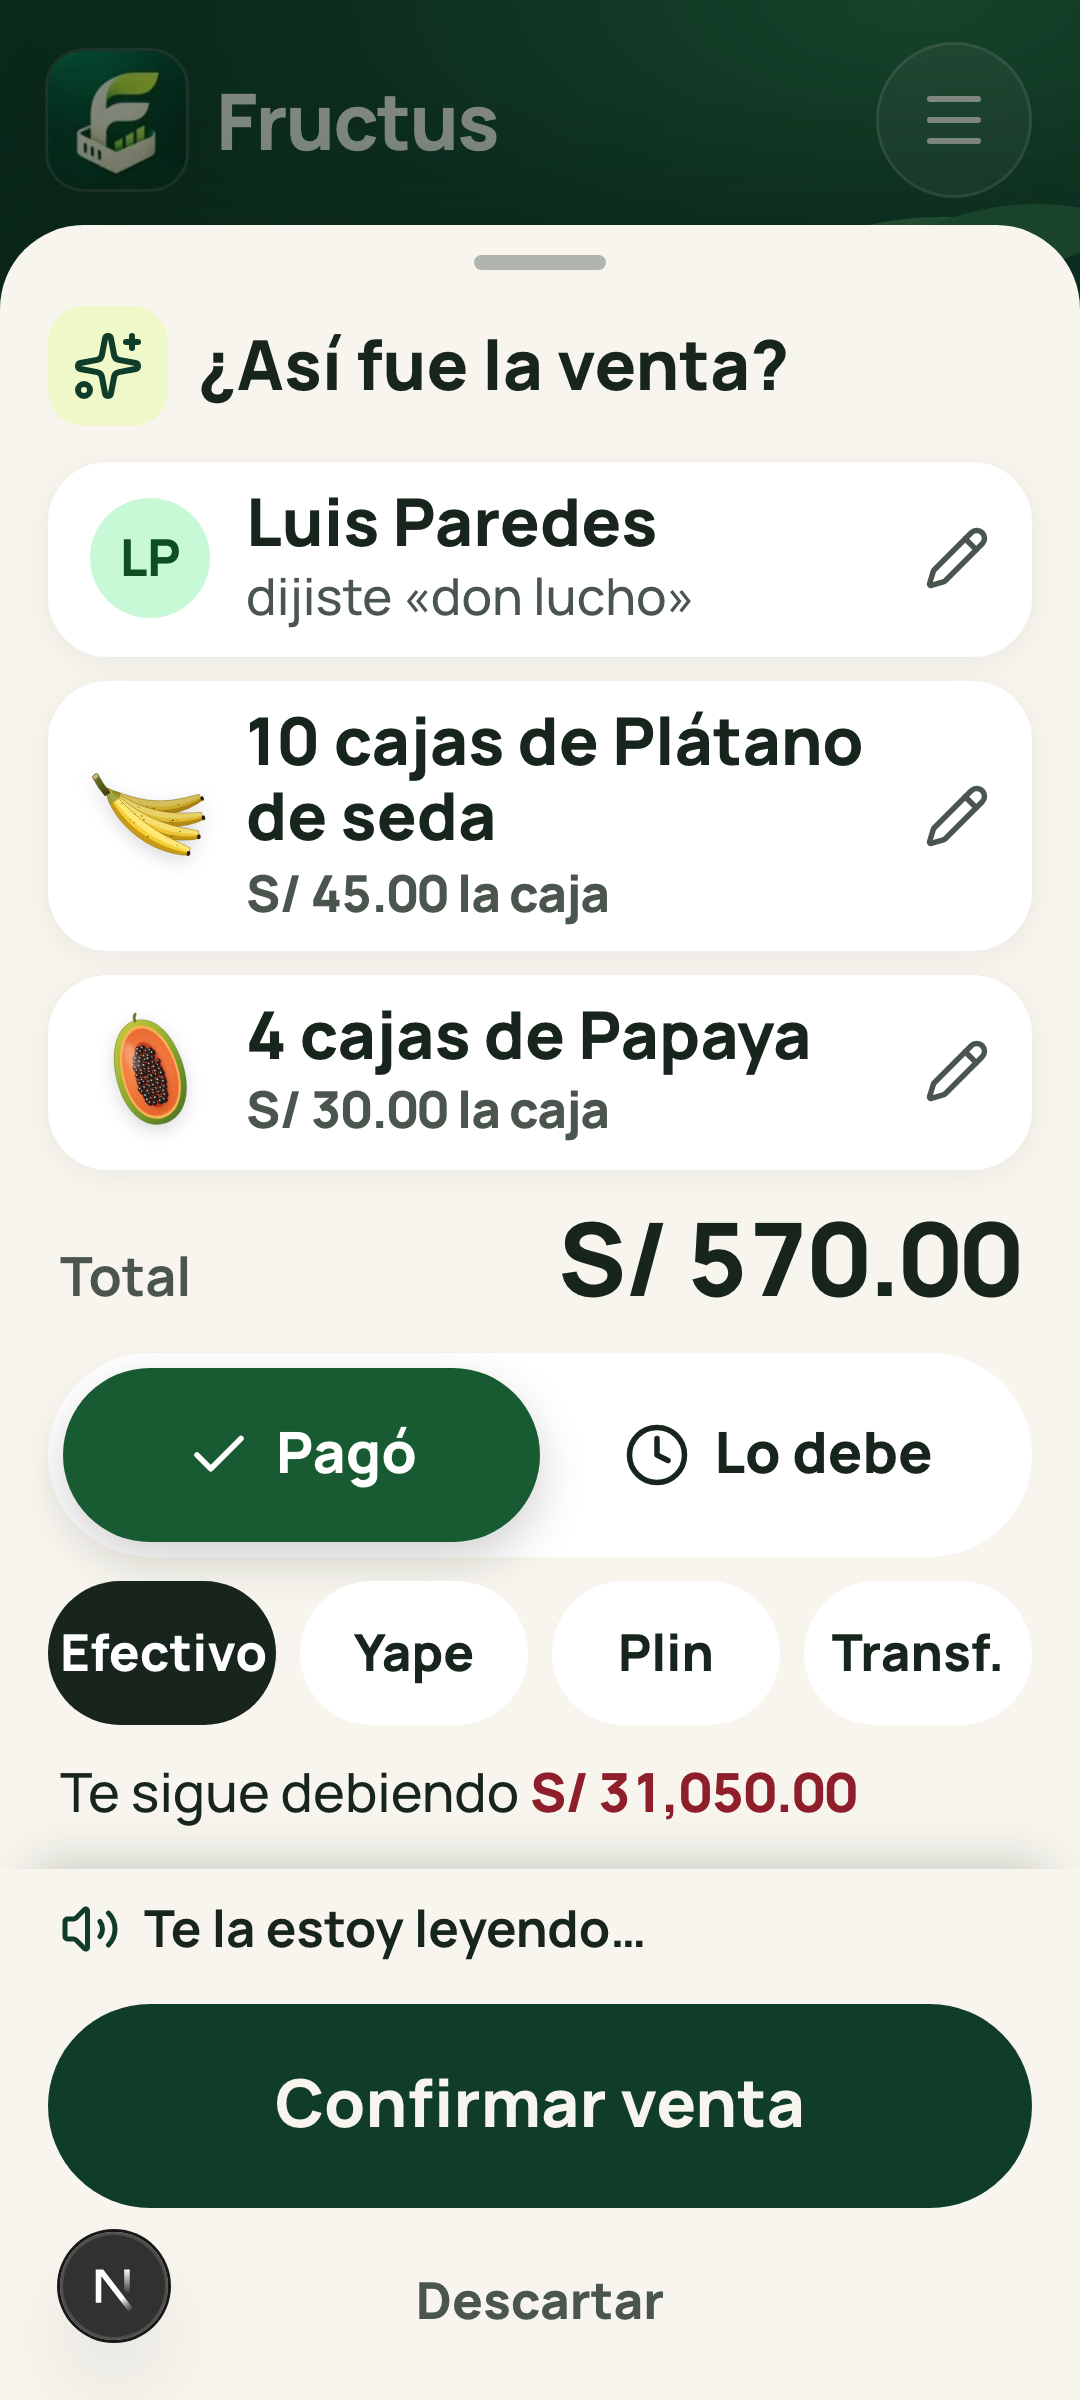 Fructus
¿Así fue la venta?
LP
Luis Paredes
dijiste «don lucho»
10 cajas de Plátano
de seda
S/ 45.00 la caja
4 cajas de Papaya
S/ 30.00 la caja
Total
S/ 570.00
Pagó
Lo debe
Efectivo
Yape
Plin
Transf.
Te sigue debiendo S/ 31,050.00
Te la estoy leyendo...
Confirmar venta
N
Descartar